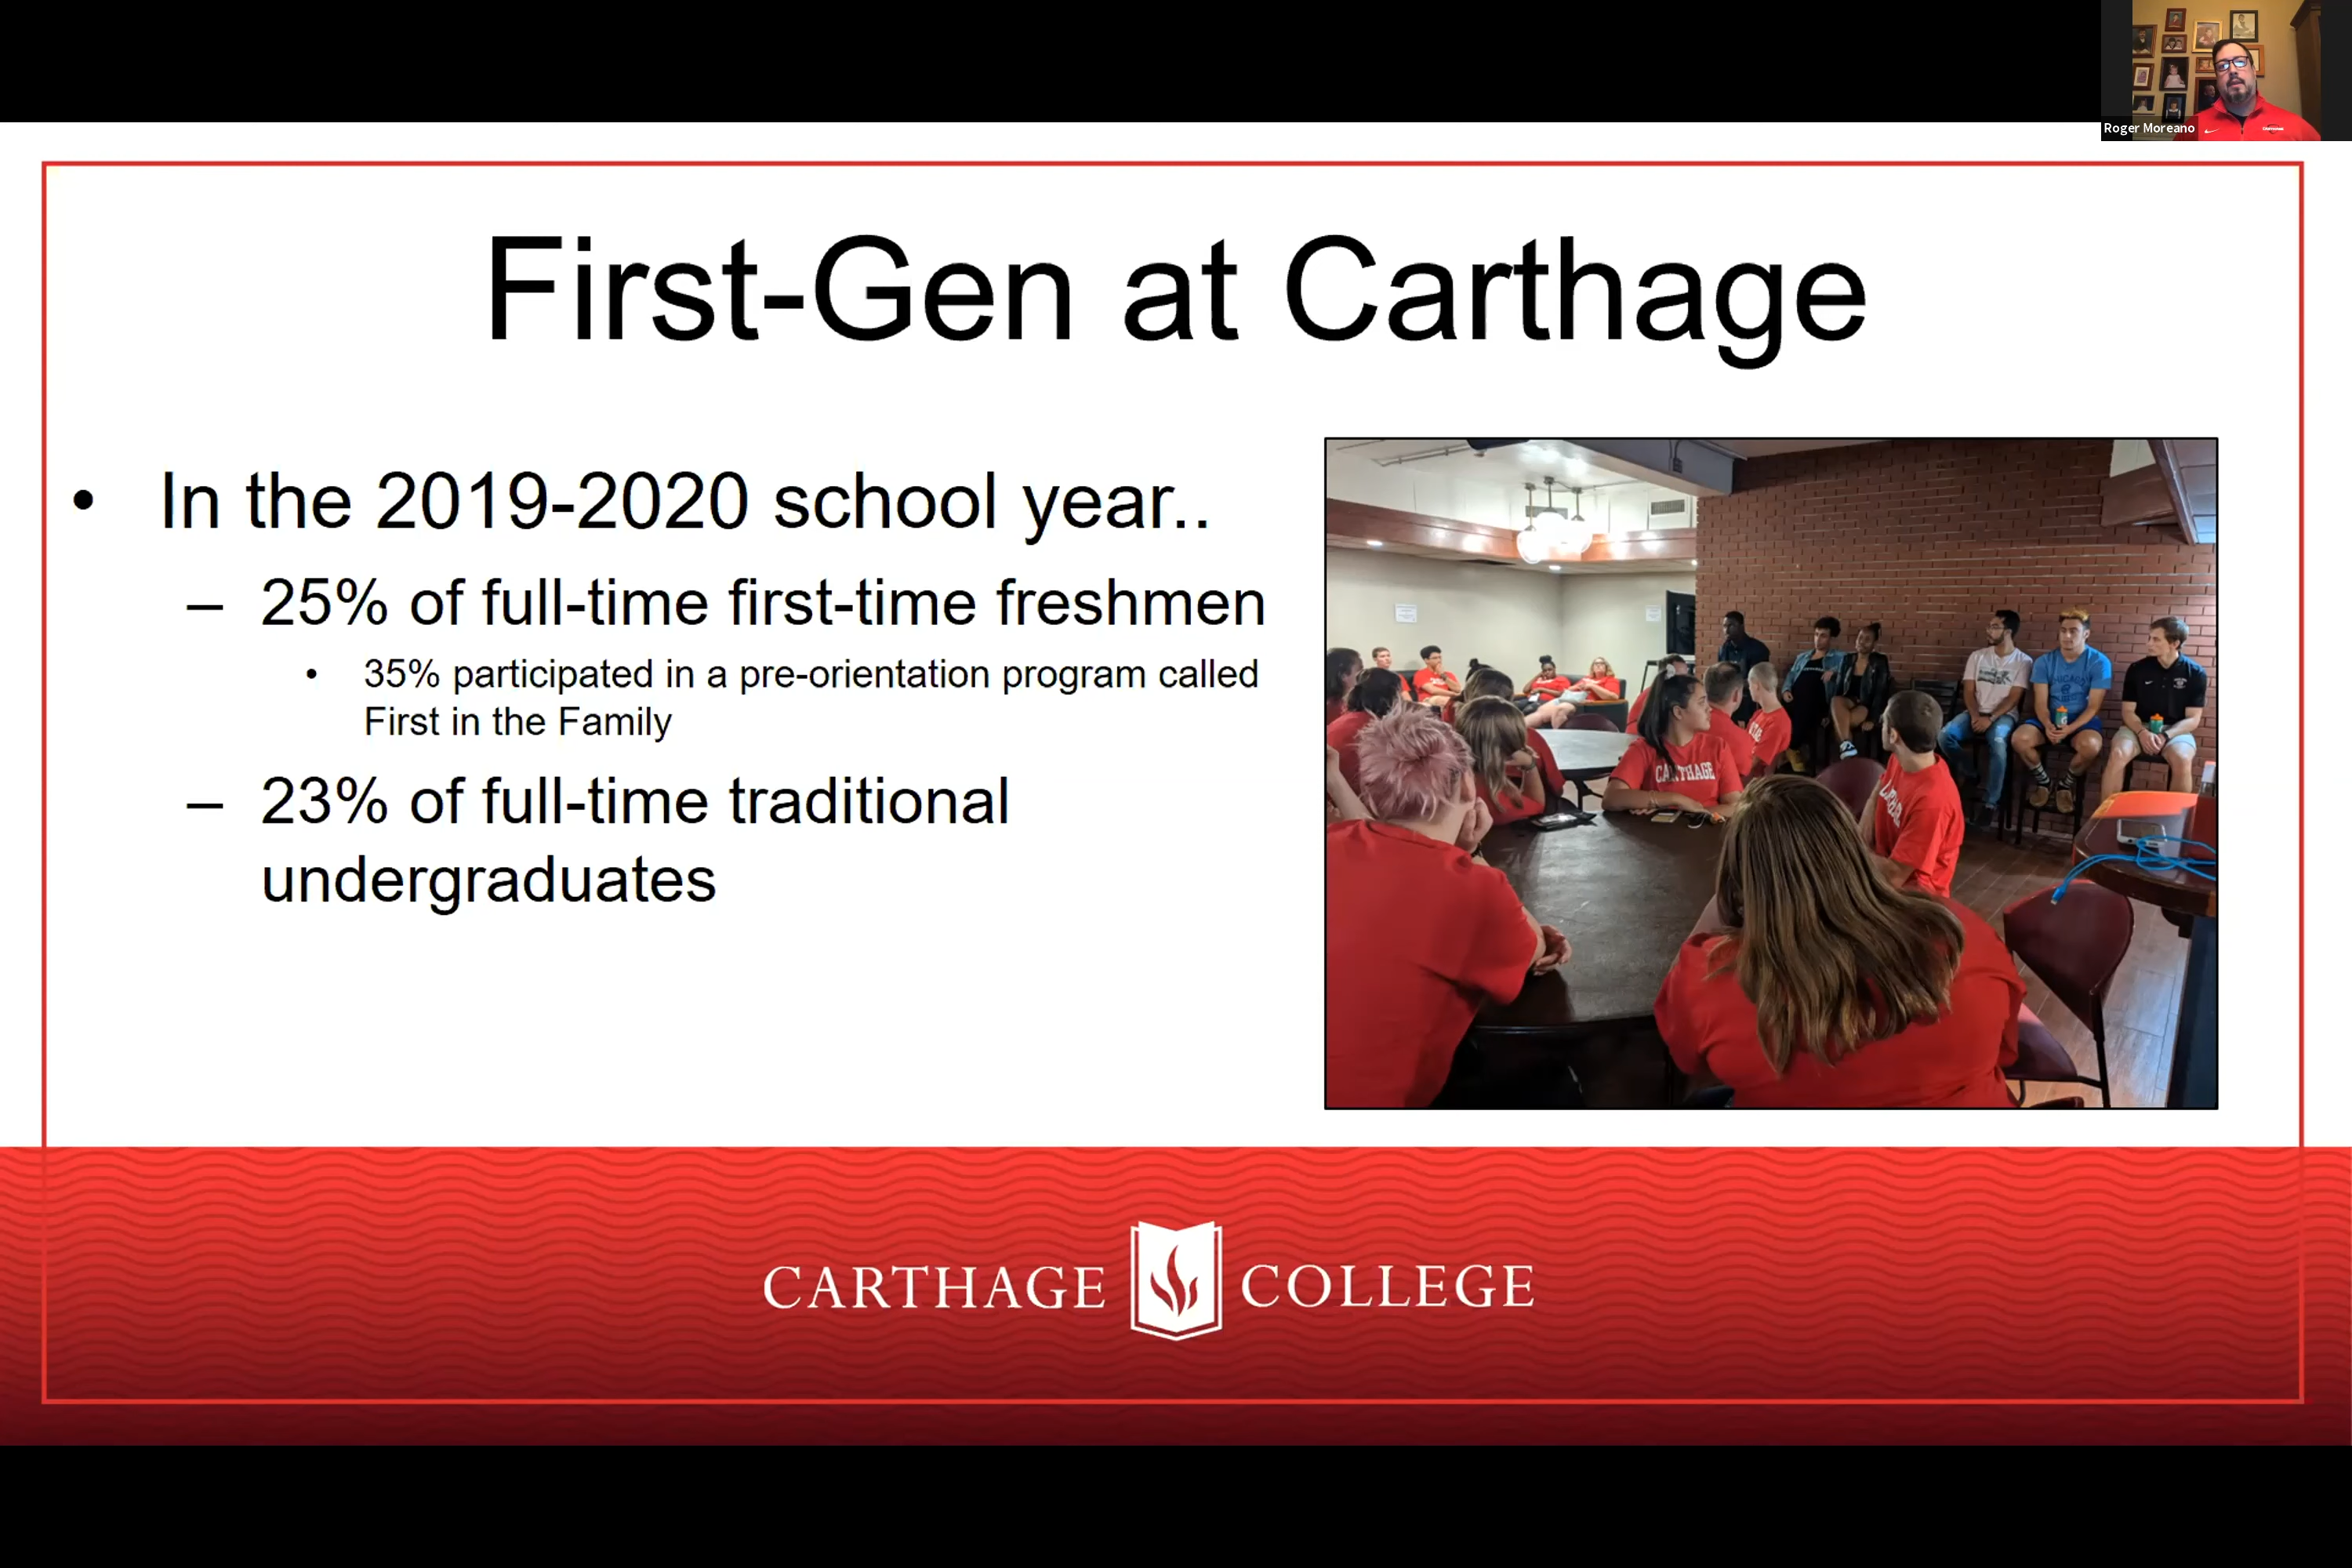 Roger Moreano
First-Gen at Carthage
• In the 2019-2020 school year..
– 25% of full-time first-time freshmen
• 35% participated in a pre-orientation program called
First in the Family
– 23% of full-time traditional
undergraduates
CARTHAGE
CARTHAGE COLLEGE